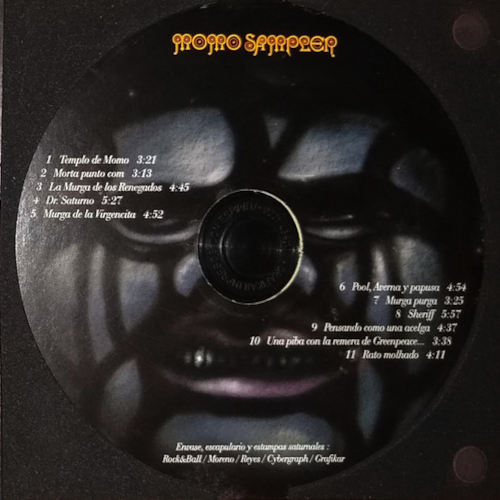 MOMO SAMPLER
1 Templo de Momo 3:21
2 Morta punto com 3:13
3 La Murga de los Renegados 4:45
4 Dr. Saturno 5:27
5 Murga de la Virgencita 4:52
6 Pool, Averna y papusa 4:54
7 Murga purga 3:25
8 Sheriff 5:57
9 Pensando como una acelga 4:37
10 Una piba con la remera de Greenpeace... 3:38
11 Rato molhado 4:11
Envase, escapulario y estampas saturnales :
Rock&Ball / Moreno / Reyes / Cybergraph / Grafikar